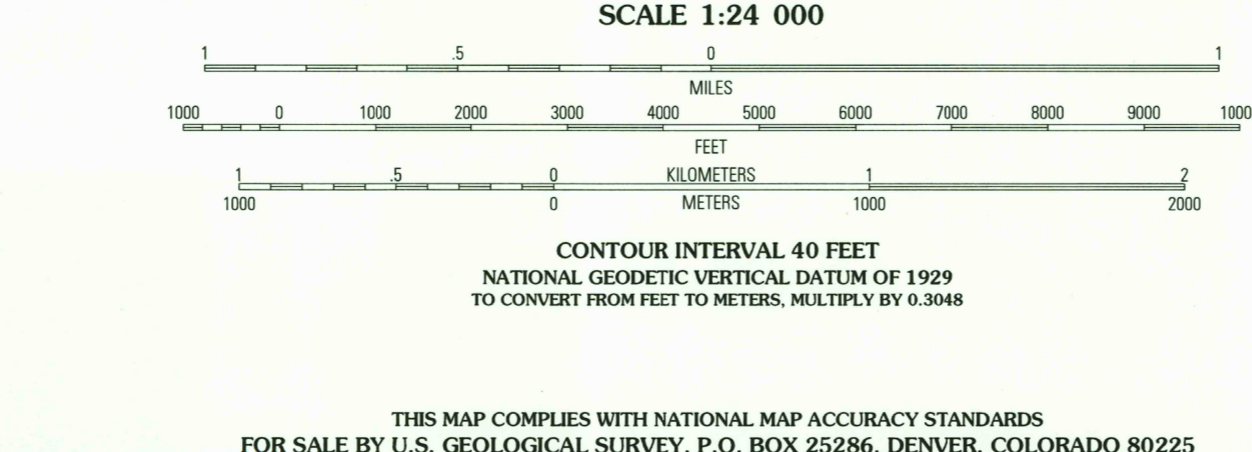 SCALE 1:24 000
1 .5 0 1
MILES
1000 0 1000 2000 3000 4000 5000 6000 7000 8000 9000 1000
FEET
1 .5 0 KILOMETERS 1 2
1000 0 METERS 1000 2000
CONTOUR INTERVAL 40 FEET
NATIONAL GEODETIC VERTICAL DATUM OF 1929
TO CONVERT FROM FEET TO METERS, MULTIPLY BY 0.3048
THIS MAP COMPLIES WITH NATIONAL MAP ACCURACY STANDARDS
FOR SALE BY U.S. GEOLOGICAL SURVEY, P.O. BOX 25286, DENVER, COLORADO 80225